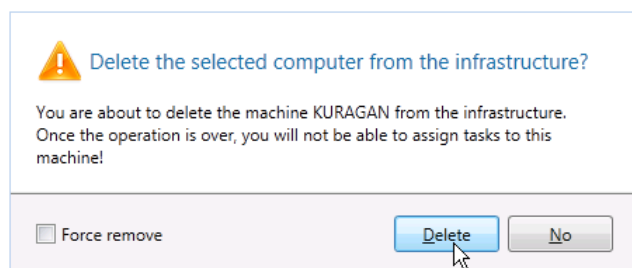 Delete the selected computer from the infrastructure?
You are about to delete the machine KURAGAN from the infrastructure.
Once the operation is over, you will not be able to assign tasks to this
machine!
Force remove
Delete
No